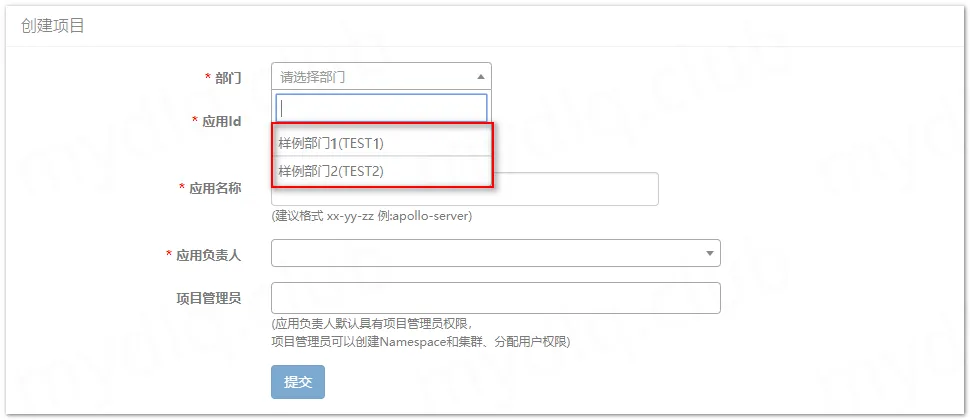 创建项目
* 部门
请选择部门
* 应用Id
样例部门1(TEST1)
样例部门2(TEST2)
* 应用名称
(建议格式 xx-yy-zz 例:apollo-server)
* 应用负责人
项目管理员
(应用负责人默认具有项目管理员权限，
项目管理员可以创建Namespace和集群、分配用户权限)
提交
mydlq.club